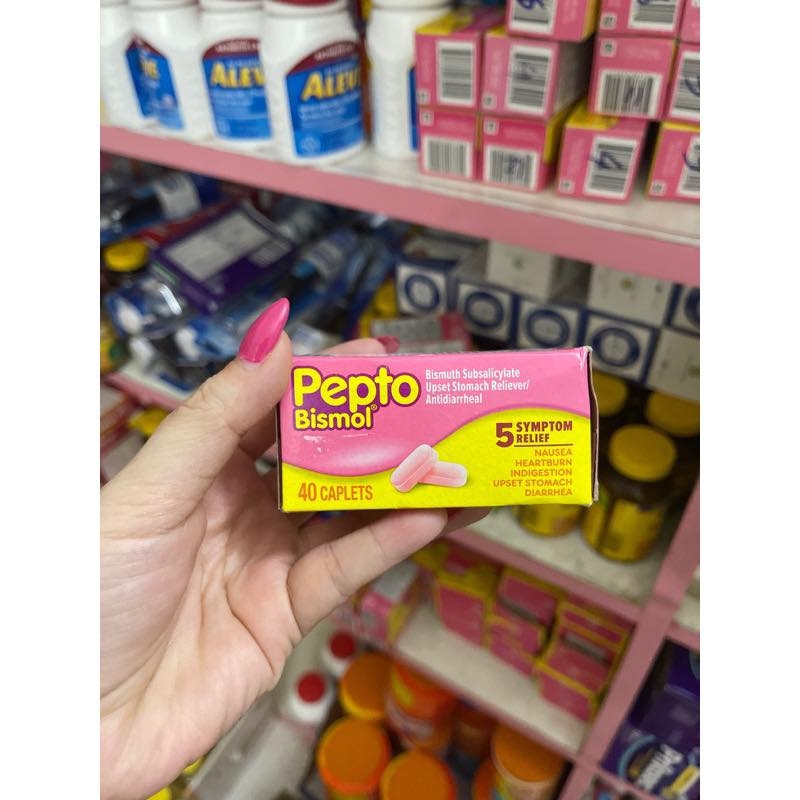 ALEV
ALEVE
Pepto
Bismol®
Bismuth Subsalicylate
Upset Stomach Reliever/
Antidiarrheal
5 SYMPTOM
RELIEF
NAUSEA
HEARTBURN
INDIGESTION
UPSET STOMACH
DIARRHEA
40 CAPLETS